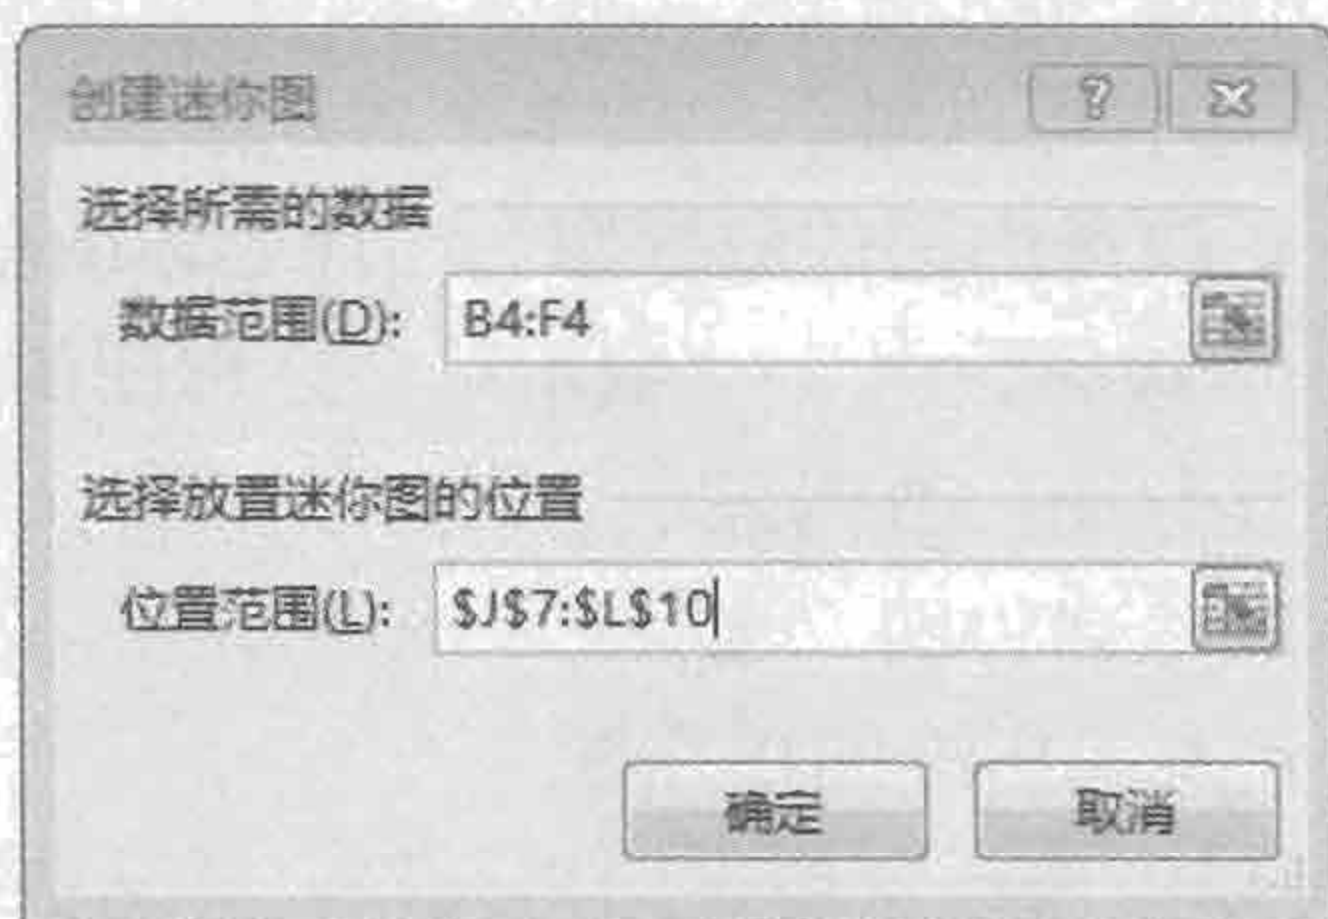 创建迷你图
选择所需的数据
数据范围(D): B4:F4
选择放置迷你图的位置
位置范围(L): $J$7:$L$10
确定 取消